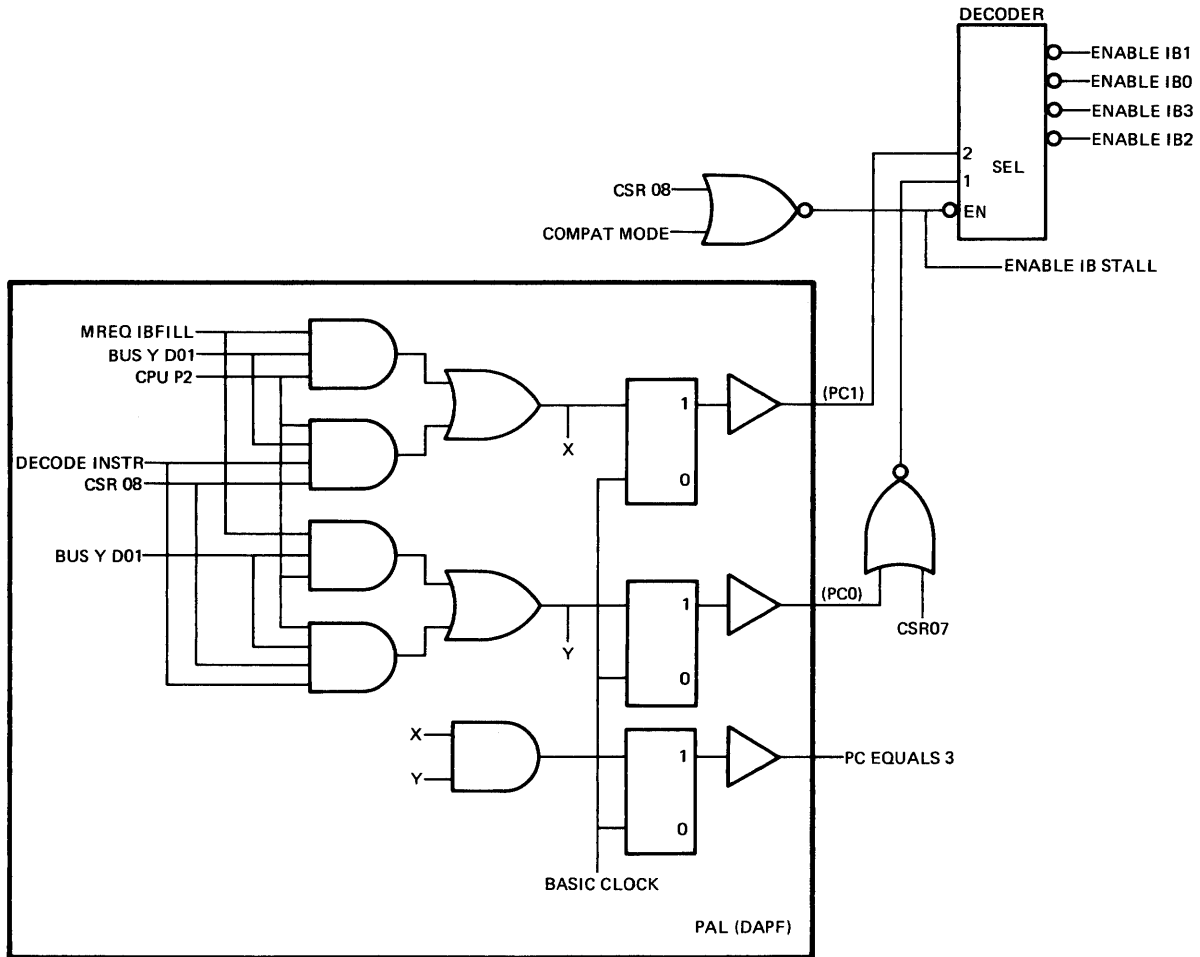 DECODER
ENABLE IB1
ENABLE IB0
ENABLE IB3
ENABLE IB2
2
SEL
1
EN
CSR 08
COMPAT MODE
ENABLE IB STALL
MREQ IBFILL
BUS Y D01
CPU P2
1
(PC1)
X
DECODE INSTR
CSR 08
0
BUS Y D01
1
(PC0)
CSR07
Y
0
X
1
PC EQUALS 3
Y
0
BASIC CLOCK
PAL (DAPF)